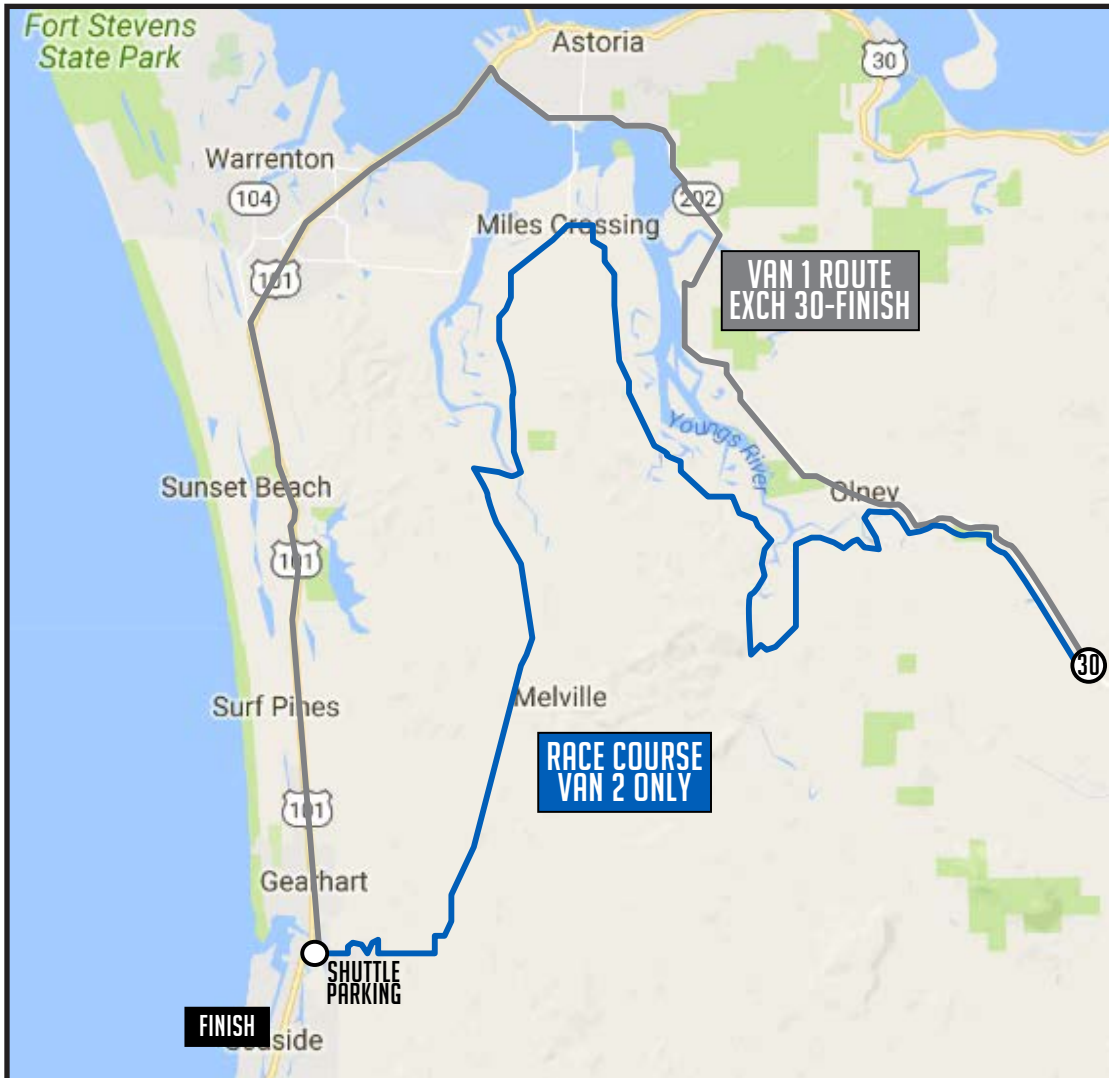 Fort Stevens
State Park
Astoria
30
Warrenton
104
202
Miles Crossing
101
VAN 1 ROUTE
EXCH 30-FINISH
Youngs River
Sunset Beach
Olney
101
30
Surf Pines
Melville
RACE COURSE
VAN 2 ONLY
101
Gearhart
SHUTTLE
PARKING
FINISH
Seaside